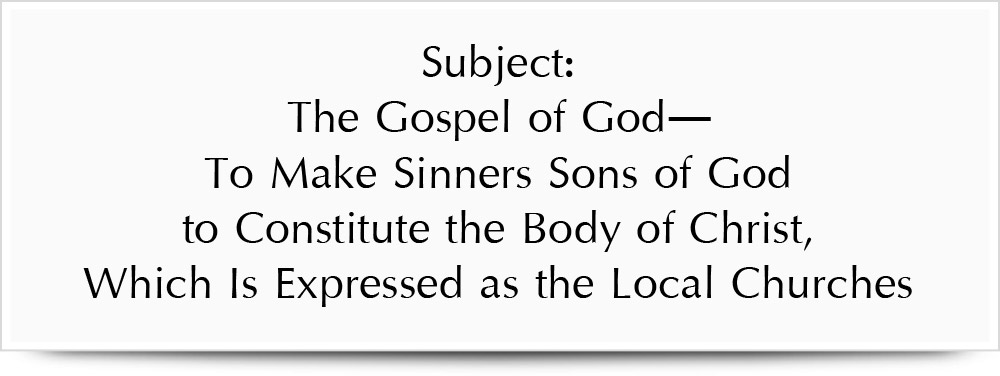 Subject:
The Gospel of God—
To Make Sinners Sons of God
to Constitute the Body of Christ,
Which Is Expressed as the Local Churches